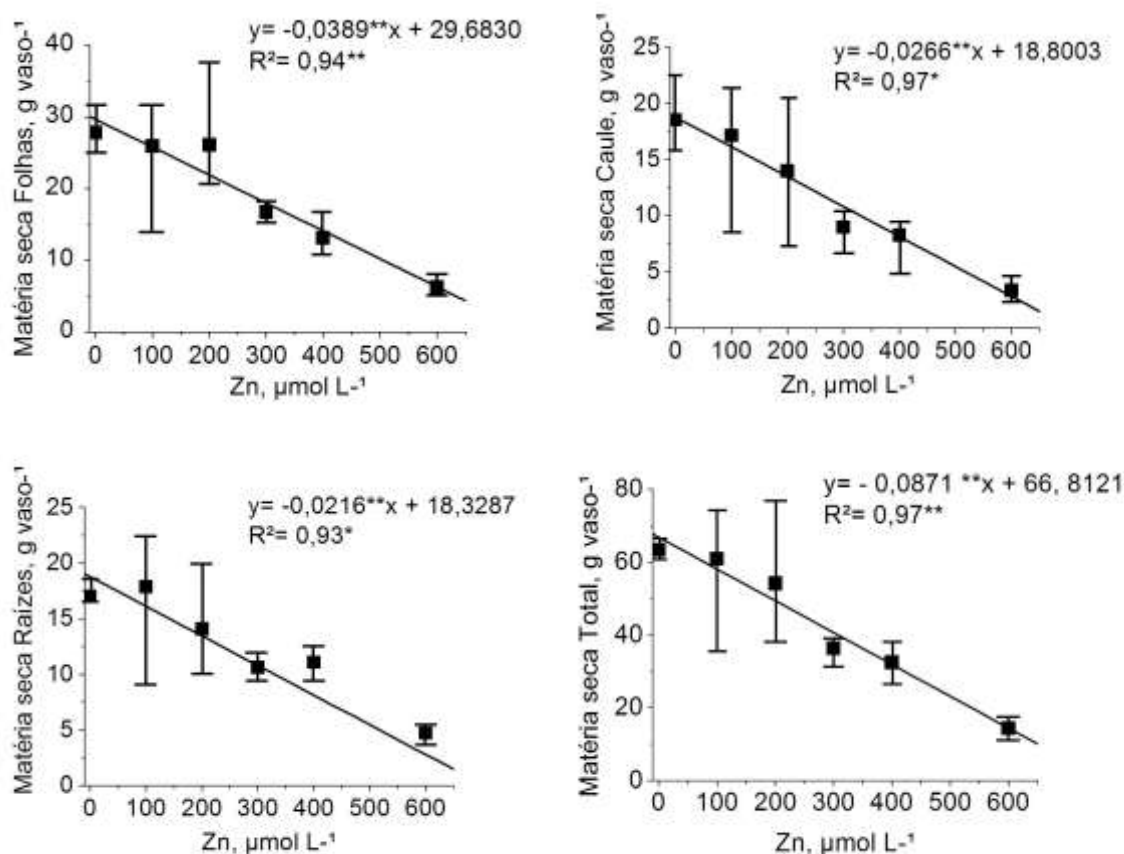 y= -0,0389**x + 29,6830
R²= 0,94**
Matéria seca Folhas, g vaso-¹
40
30
20
10
0
0 100 200 300 400 500 600
Zn, µmol L-¹
y= -0,0266**x + 18,8003
R²= 0,97*
Matéria seca Caule, g vaso-¹
25
20
15
10
5
0
0 100 200 300 400 500 600
Zn, µmol L-¹
y= -0,0216**x + 18,3287
R²= 0,93*
Matéria seca Raizes, g vaso-¹
25
20
15
10
5
0
0 100 200 300 400 500 600
Zn, µmol L-¹
y= - 0,0871 **x + 66, 8121
R²= 0,97**
Matéria seca Total, g vaso-¹
80
60
40
20
0
0 100 200 300 400 500 600
Zn, µmol L-¹